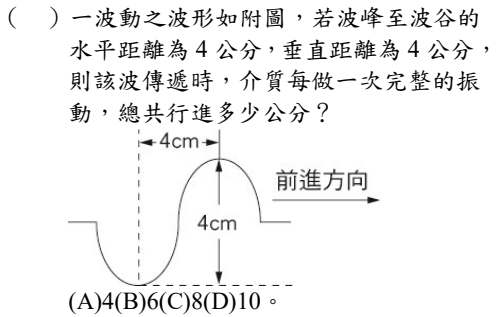 （　）一波動之波形如附圖，若波峰至波谷的
水平距離為 4 公分，垂直距離為 4 公分，
則該波傳遞時，介質每做一次完整的振
動，總共行進多少公分？
4cm
前進方向
4cm
(A)4(B)6(C)8(D)10。